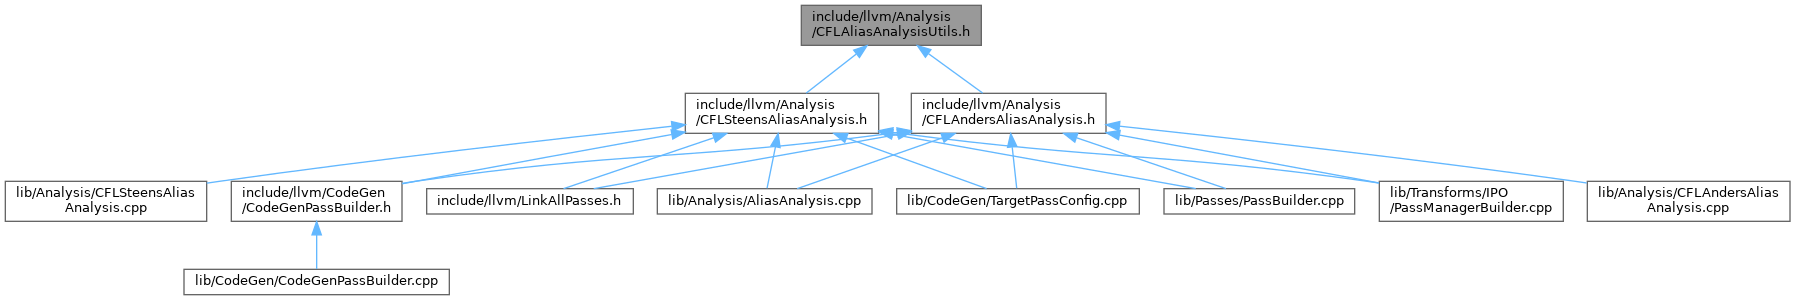 include/llvm/Analysis
/CFLAliasAnalysisUtils.h
include/llvm/Analysis
/CFLSteensAliasAnalysis.h
include/llvm/Analysis
/CFLAndersAliasAnalysis.h
lib/Analysis/CFLSteensAlias
Analysis.cpp
include/llvm/CodeGen
/CodeGenPassBuilder.h
include/llvm/LinkAllPasses.h
lib/Analysis/AliasAnalysis.cpp
lib/CodeGen/TargetPassConfig.cpp
lib/Passes/PassBuilder.cpp
lib/Transforms/IPO
/PassManagerBuilder.cpp
lib/Analysis/CFLAndersAlias
Analysis.cpp
lib/CodeGen/CodeGenPassBuilder.cpp